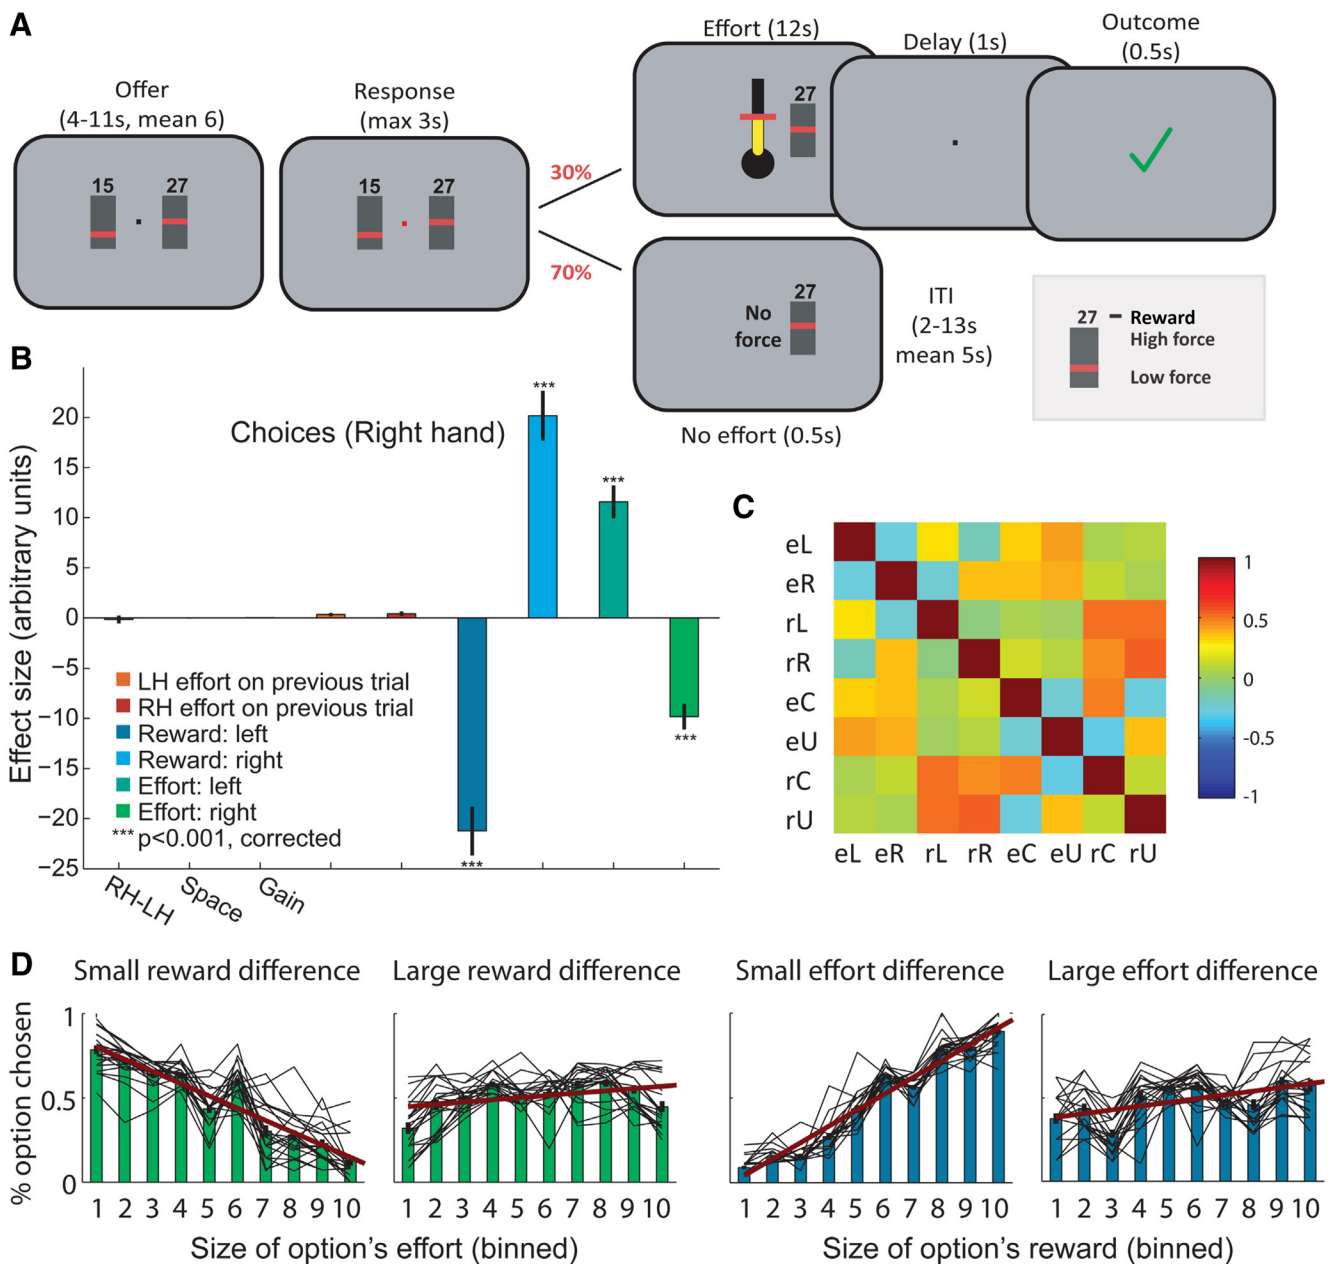 A
Offer
(4-11s, mean 6)
15 27
Response
(max 3s)
15 27
30%
70%
Effort (12s)
27
Delay (1s)
Outcome
(0.5s)
27
No
force
No effort (0.5s)
ITI
(2-13s
mean 5s)
27 Reward
High force
Low force
B
Choices (Right hand)
Effect size (arbitrary units)
20
15
10
5
0
−5
−10
−15
−20
−25
***
***
***
***
LH effort on previous trial
RH effort on previous trial
Reward: left
Reward: right
Effort: left
Effort: right
***p<0.001, corrected
RH-LH
Space
Gain
C
eL
eR
rL
rR
eC
eU
rC
rU
eL eR rL rR eC eU rC rU
1
0.5
0
-0.5
-1
D
Small reward difference
Large reward difference
Small effort difference
Large effort difference
% option chosen
1
0.5
0
1 2 3 4 5 6 7 8 9 10
1 2 3 4 5 6 7 8 9 10
1 2 3 4 5 6 7 8 9 10
1 2 3 4 5 6 7 8 9 10
Size of option's effort (binned)
Size of option's reward (binned)